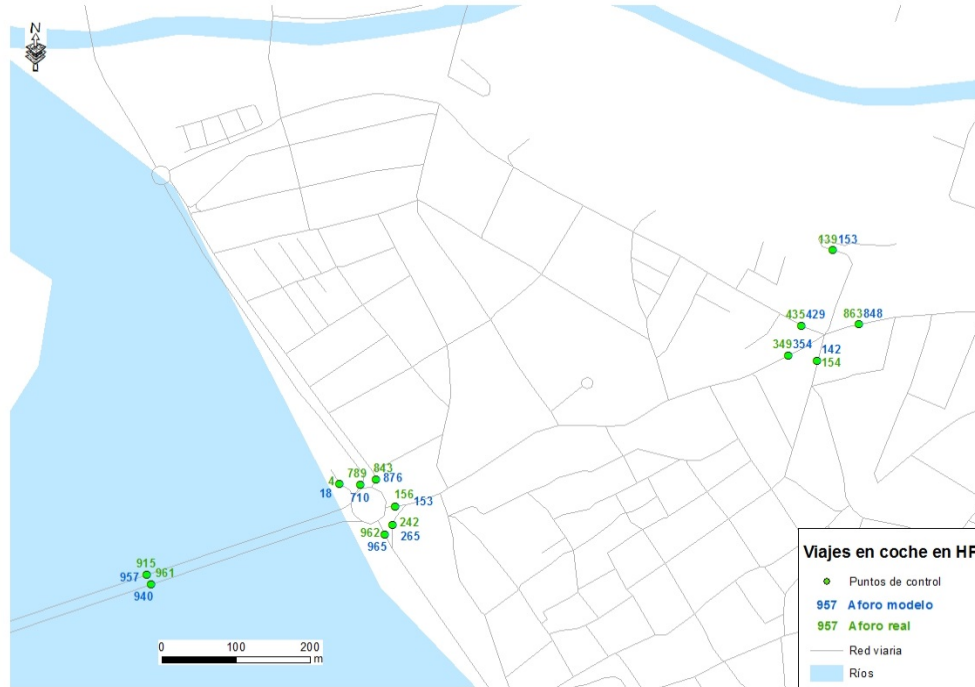 N
139 153
435 429
863 848
349 354
142
154
4
18
789
710
843
876
156
153
242
265
962
965
915
957
961
940
0 100 200
m
Viajes en coche en HP
Puntos de control
957 Aforo modelo
957 Aforo real
Red viaria
Ríos